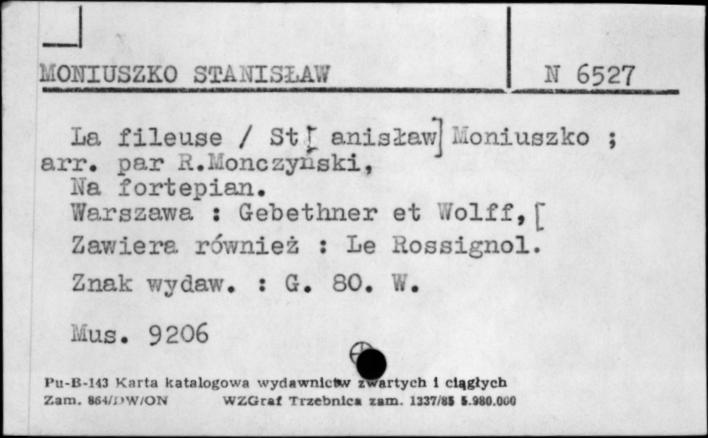 MONIUSZKO STANISŁAW N 6527
La fileuse / St[anisław] Moniuszko ;
arr. par R.Monczyński,
Na fortepian.
Warszawa : Gebethner et Wolff, [
Zawiera również : Le Rossignol.
Znak wydaw. : G. 80. W.
Mus. 9206
Pu-B-143 Karta katalogowa wydawnictw zwartych i ciągłych
Zam. 864/DW/ON WZGraf Trzebnica zam. 1337/85 5.980.000